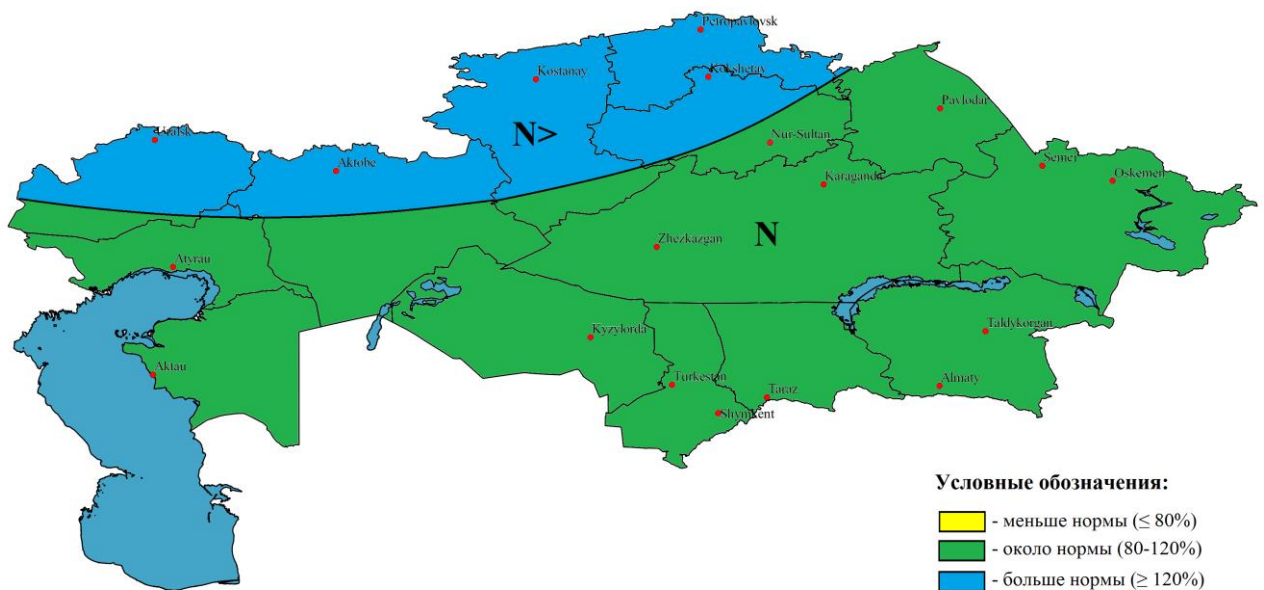 Petropavlovsk
Kostanay
Kokshetay
Pavlodar
Uralsk
N>
Nur-Sultan
Aktobe
Semei
Oskemen
Karaganda
N
Zhezkazgan
Atyrau
Taldykorgan
Kyzylorda
Aktau
Turkestan
Almaty
Taraz
Shymkent
Условные обозначения:
- меньше нормы (≤ 80%)
- около нормы (80-120%)
- больше нормы (≥ 120%)